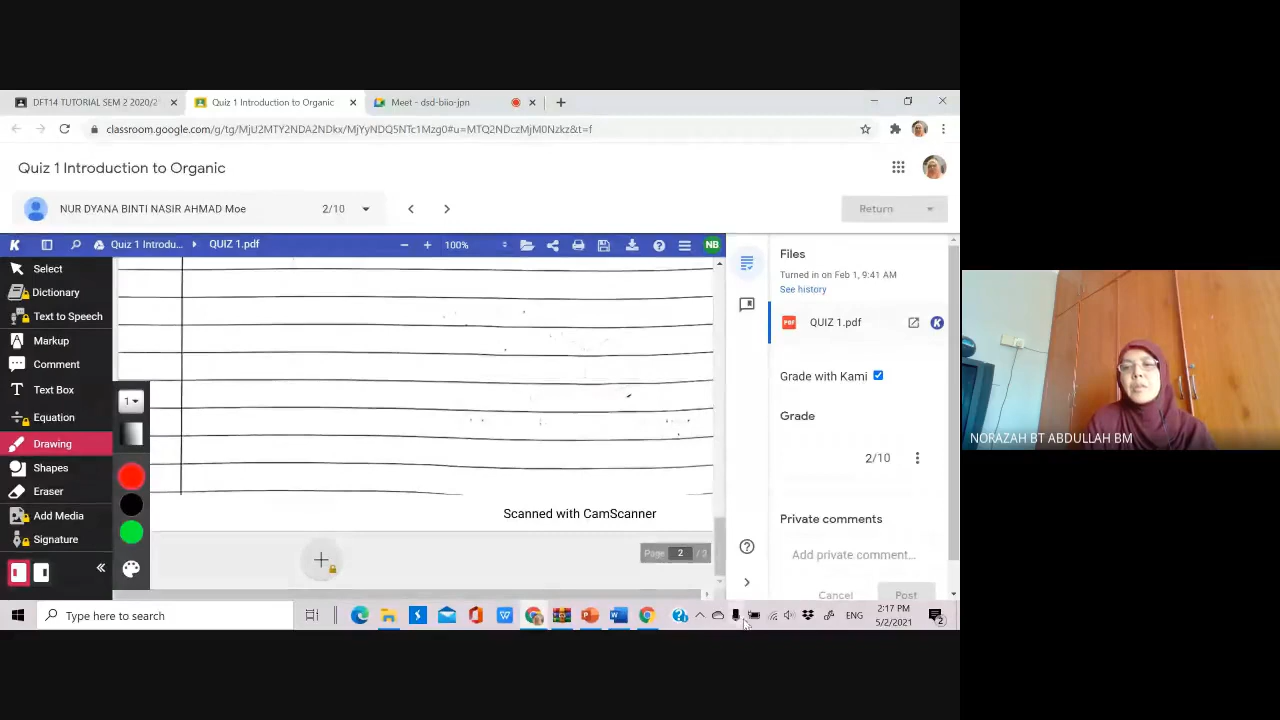 DFT14 TUTORIAL SEM 2 2020/2
Quiz 1 Introduction to Organic
Meet - dsd-biio-jpn
classroom.google.com/g/tg/MjU2MTY2NDA2NDkx/MjYyNDQ5NTc1Mzg0#u=MTQ2NDczMjM0Nzkz&t=f
Quiz 1 Introduction to Organic
NUR DYANA BINTI NASIR AHMAD Moe 2/10
Return
K
Quiz 1 Introdu...
QUIZ 1.pdf
100%
NB
Select
Dictionary
Text to Speech
Markup
Comment
T Text Box
Equation
Drawing
Shapes
Eraser
Add Media
Signature
1
Scanned with CamScanner
Page 2
Files
Turned in on Feb 1, 9:41 AM
See history
PDF QUIZ 1.pdf K
Grade with Kami
Grade
2/10
Private comments
Add private comment...
Cancel Post
NORAZAH BT ABDULLAH BM
Type here to search
ENG
2:17 PM
5/2/2021
2